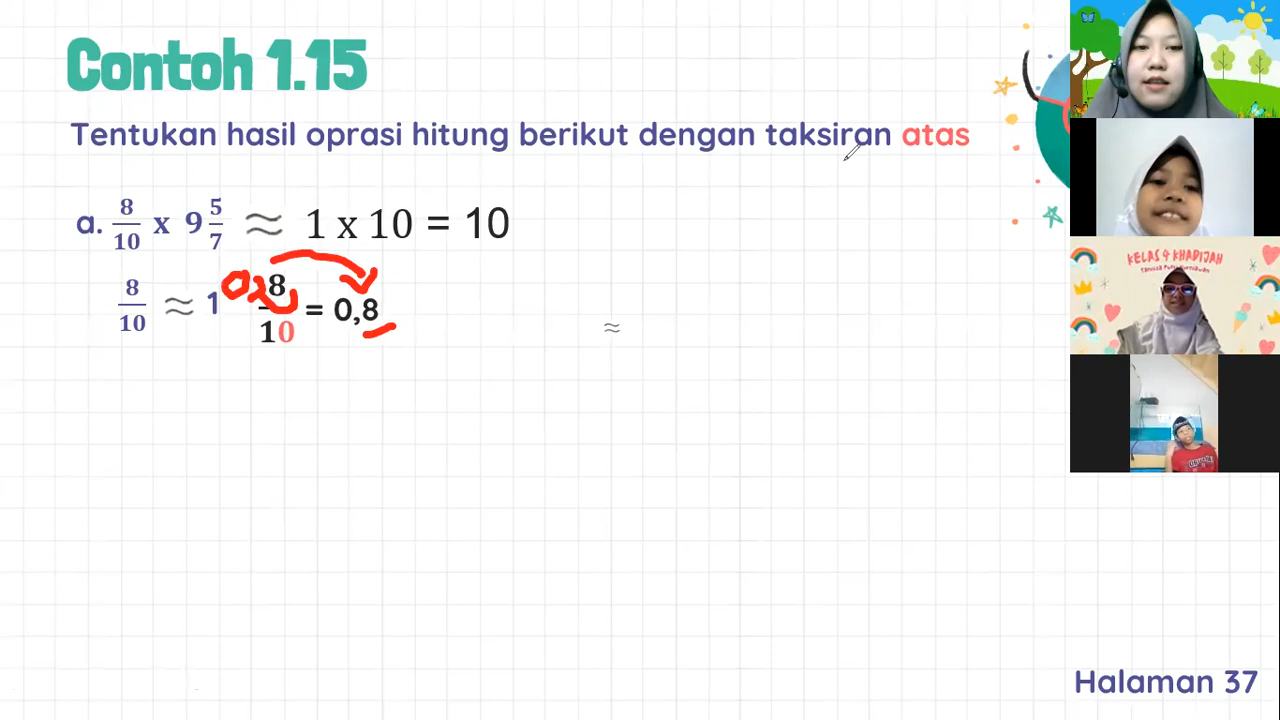 Contoh 1.15
Tentukan hasil oprasi hitung berikut dengan taksiran atas
a. 8/10 x 9 5/7 ≈ 1 x 10 = 10
8/10 ≈ 1 0, 8/10 = 0,8
≈
KELAS 4 KHADIJAH
Halaman 37